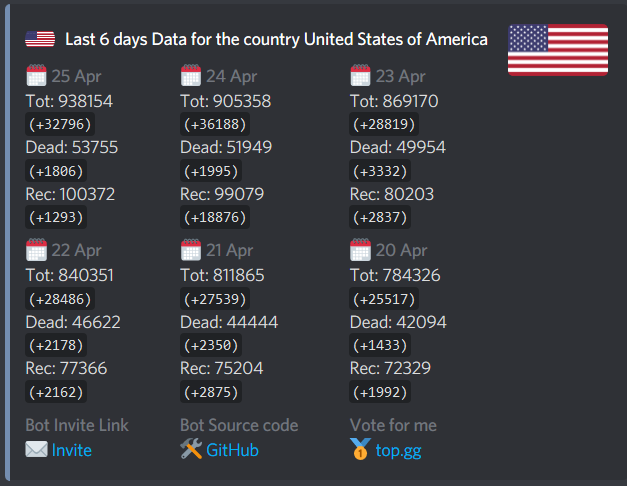 Last 6 days Data for the country United States of America
25 Apr
Tot: 938154
(+32796)
Dead: 53755
(+1806)
Rec: 100372
(+1293)
24 Apr
Tot: 905358
(+36188)
Dead: 51949
(+1995)
Rec: 99079
(+18876)
23 Apr
Tot: 869170
(+28819)
Dead: 49954
(+3332)
Rec: 80203
(+2837)
22 Apr
Tot: 840351
(+28486)
Dead: 46622
(+2178)
Rec: 77366
(+2162)
21 Apr
Tot: 811865
(+27539)
Dead: 44444
(+2350)
Rec: 75204
(+2875)
20 Apr
Tot: 784326
(+25517)
Dead: 42094
(+1433)
Rec: 72329
(+1992)
Bot Invite Link
Invite
Bot Source code
GitHub
Vote for me
top.gg